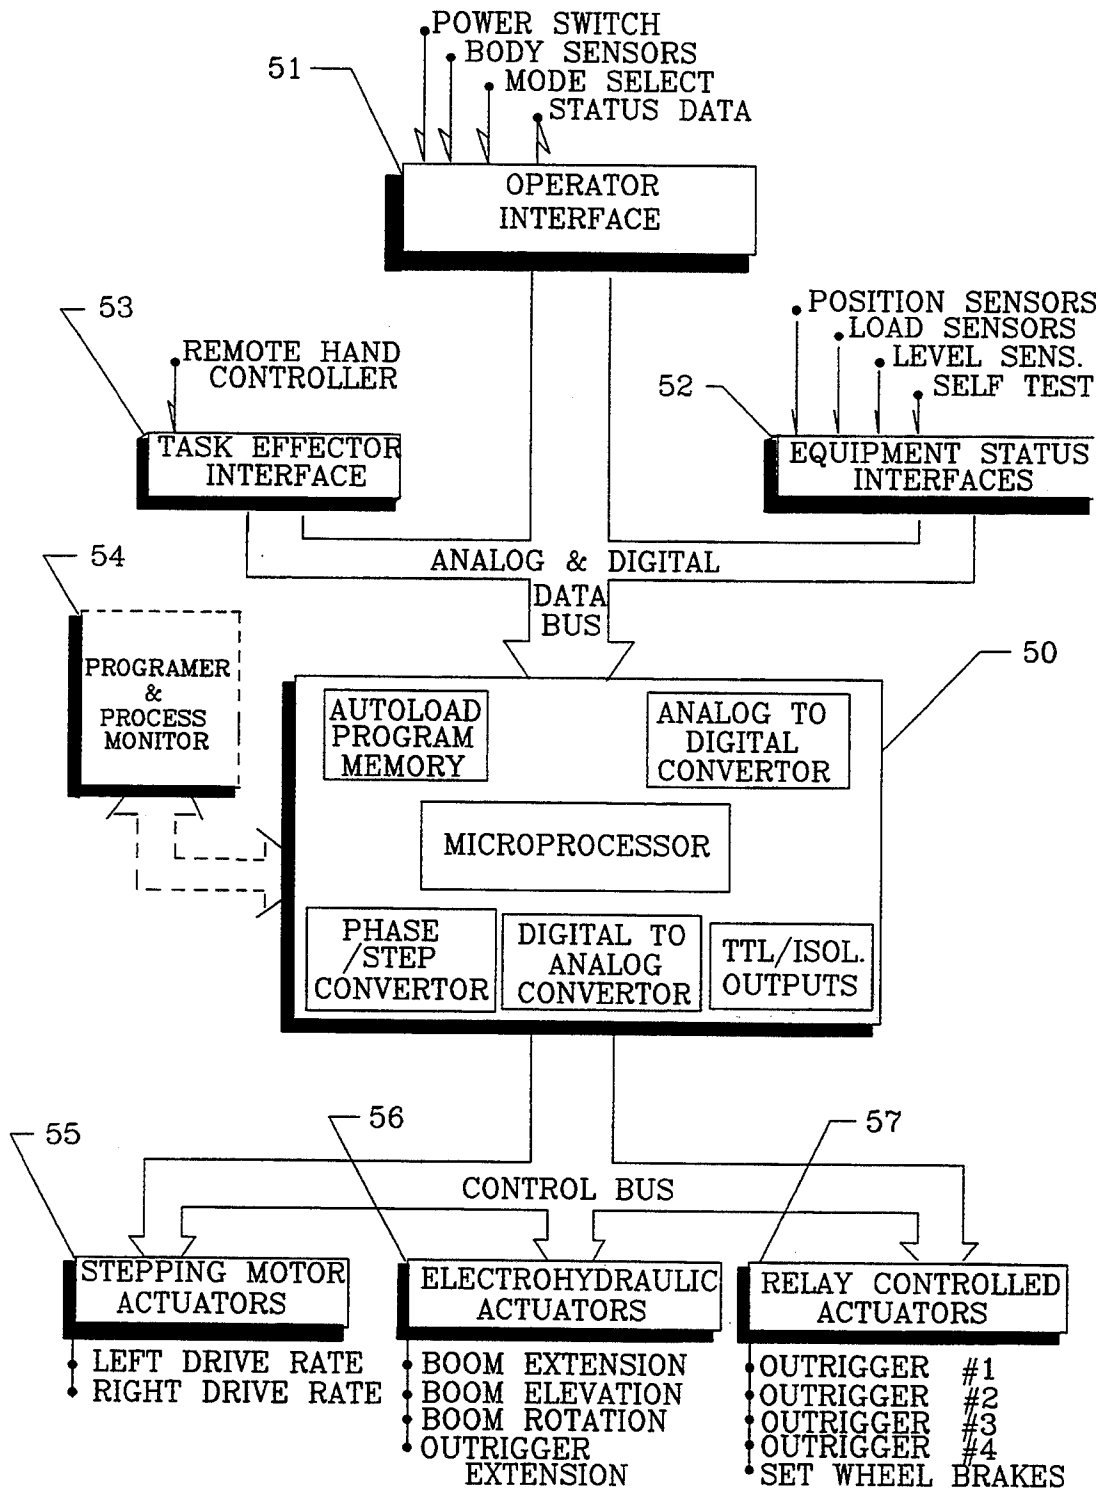 POWER SWITCH
BODY SENSORS
MODE SELECT
STATUS DATA
51
OPERATOR
INTERFACE
53
REMOTE HAND
CONTROLLER
TASK EFFECTOR
INTERFACE
POSITION SENSORS
LOAD SENSORS
LEVEL SENS.
SELF TEST
52
EQUIPMENT STATUS
INTERFACES
ANALOG & DIGITAL
DATA
BUS
54
PROGRAMER
&
PROCESS
MONITOR
50
AUTOLOAD
PROGRAM
MEMORY
ANALOG TO
DIGITAL
CONVERTOR
MICROPROCESSOR
PHASE
/STEP
CONVERTOR
DIGITAL TO
ANALOG
CONVERTOR
TTL/ISOL.
OUTPUTS
55
56
57
CONTROL BUS
STEPPING MOTOR
ACTUATORS
LEFT DRIVE RATE
RIGHT DRIVE RATE
ELECTROHYDRAULIC
ACTUATORS
BOOM EXTENSION
BOOM ELEVATION
BOOM ROTATION
OUTRIGGER
EXTENSION
RELAY CONTROLLED
ACTUATORS
OUTRIGGER #1
OUTRIGGER #2
OUTRIGGER #3
OUTRIGGER #4
SET WHEEL BRAKES